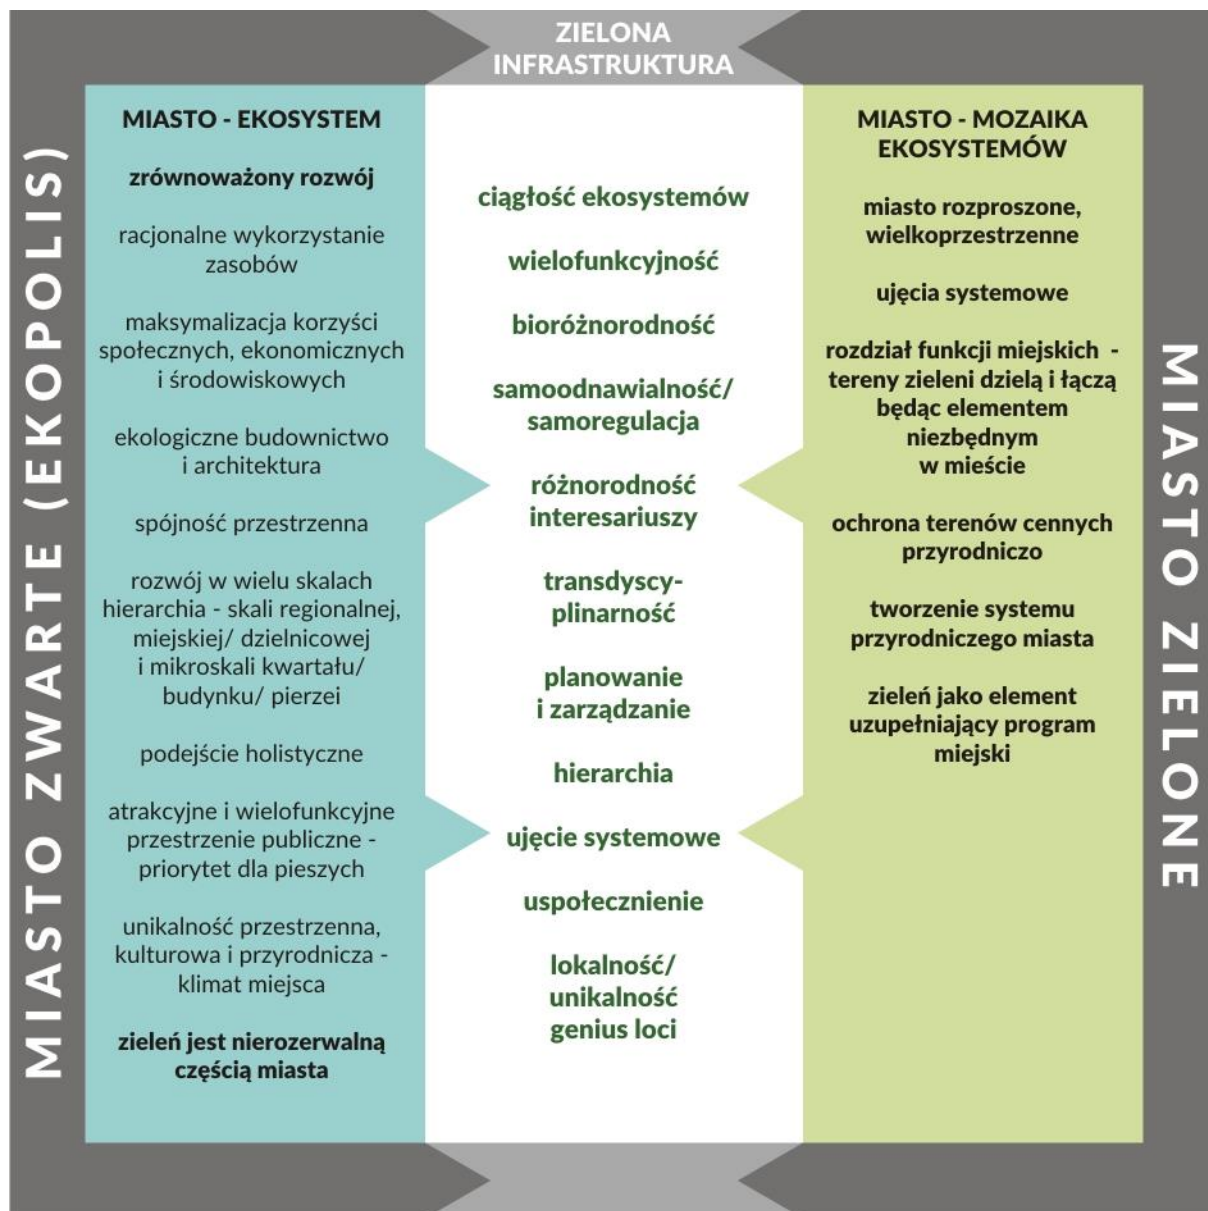 ZIELONA
INFRASTRUKTURA
MIASTO ZWARTE (EKOPOLIS)
MIASTO - EKOSYSTEM
zrównoważony rozwój
racjonalne wykorzystanie
zasobów
maksymalizacja korzyści
społecznych, ekonomicznych
i środowiskowych
ekologiczne budownictwo
i architektura
spójność przestrzenna
rozwój w wielu skalach
hierarchia - skali regionalnej,
miejskiej/ dzielnicowej
i mikroskali kwartału/
budynku/ pierzei
podejście holistyczne
atrakcyjne i wielofunkcyjne
przestrzenie publiczne -
priorytet dla pieszych
unikalność przestrzenna,
kulturowa i przyrodnicza -
klimat miejsca
zieleń jest nierozerwalną
częścią miasta
ciągłość ekosystemów
wielofunkcyjność
bioróżnorodność
samoodnawialność/
samoregulacja
różnorodność
interesariuszy
transdyscy-
plinarność
planowanie
i zarządzanie
hierarchia
ujęcie systemowe
uspołecznienie
lokalność/
unikalność
genius loci
MIASTO - MOZAIKA
EKOSYSTEMÓW
miasto rozproszone,
wielkoprzestrzenne
ujęcia systemowe
rozdział funkcji miejskich -
tereny zieleni dzielą i łączą
będąc elementem
niezbędnym
w mieście
ochrona terenów cennych
przyrodniczo
tworzenie systemu
przyrodniczego miasta
zieleń jako element
uzupełniający program
miejski
MIASTO ZIELONE